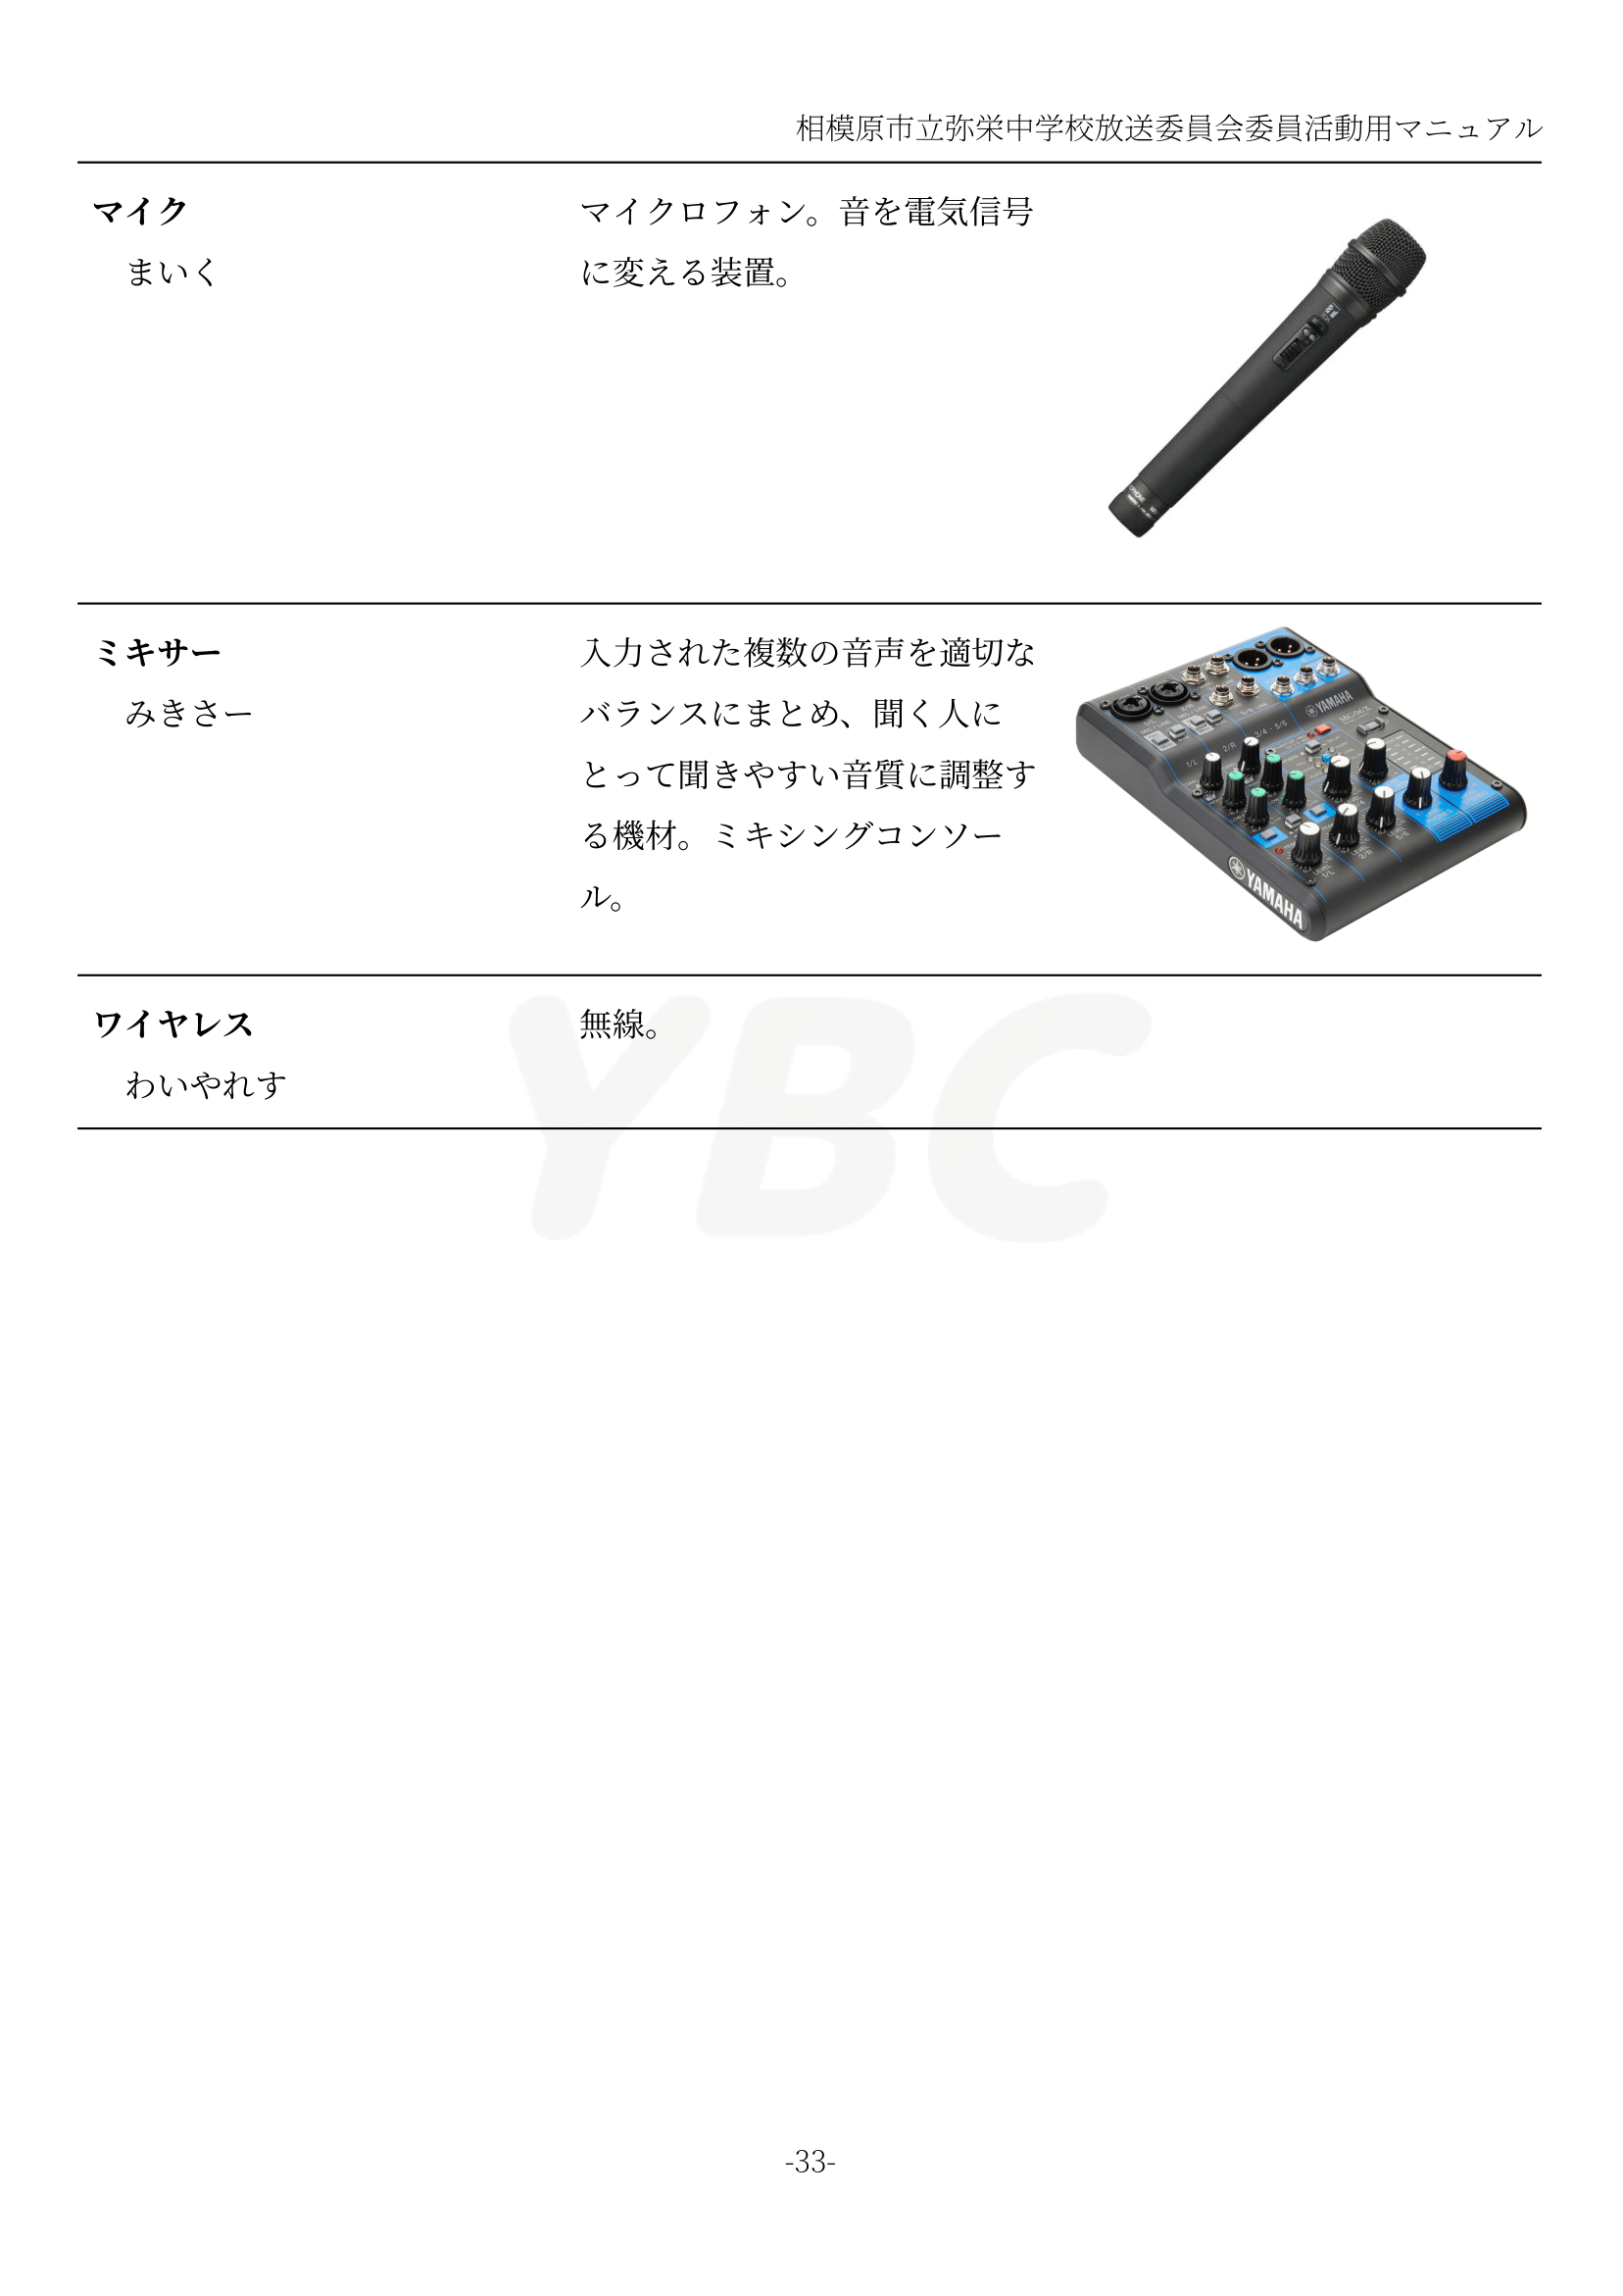 相模原市立弥栄中学校放送委員会委員活動用マニュアル
マイク
まいく
マイクロフォン。音を電気信号
に変える装置。
ミキサー
みきさー
入力された複数の音声を適切な
バランスにまとめ、聞く人に
とって聞きやすい音質に調整す
る機材。ミキシングコンソー
ル。
YAMAHA
MG06X
YAMAHA
ワイヤレス
わいやれす
無線。
YBC
-33-